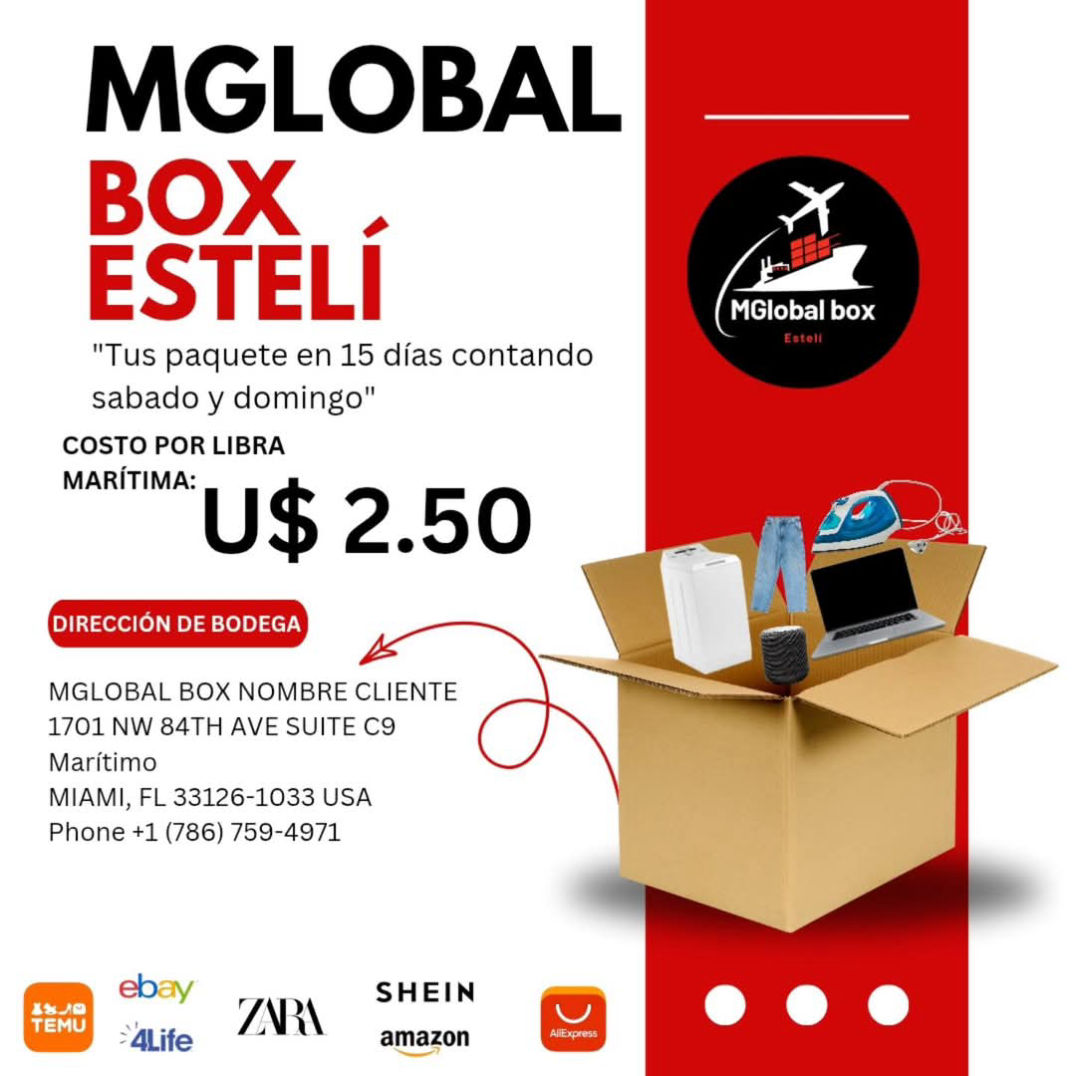 MGLOBAL
BOX
ESTELÍ
"Tus paquete en 15 días contando
sabado y domingo"
COSTO POR LIBRA
MARÍTIMA:
U$ 2.50
MGlobal box
Estelí
DIRECCIÓN DE BODEGA
MGLOBAL BOX NOMBRE CLIENTE
1701 NW 84TH AVE SUITE C9
Marítimo
MIAMI, FL 33126-1033 USA
Phone +1 (786) 759-4971
TEMU
ebay
4Life
ZARA
SHEIN
amazon
AliExpress